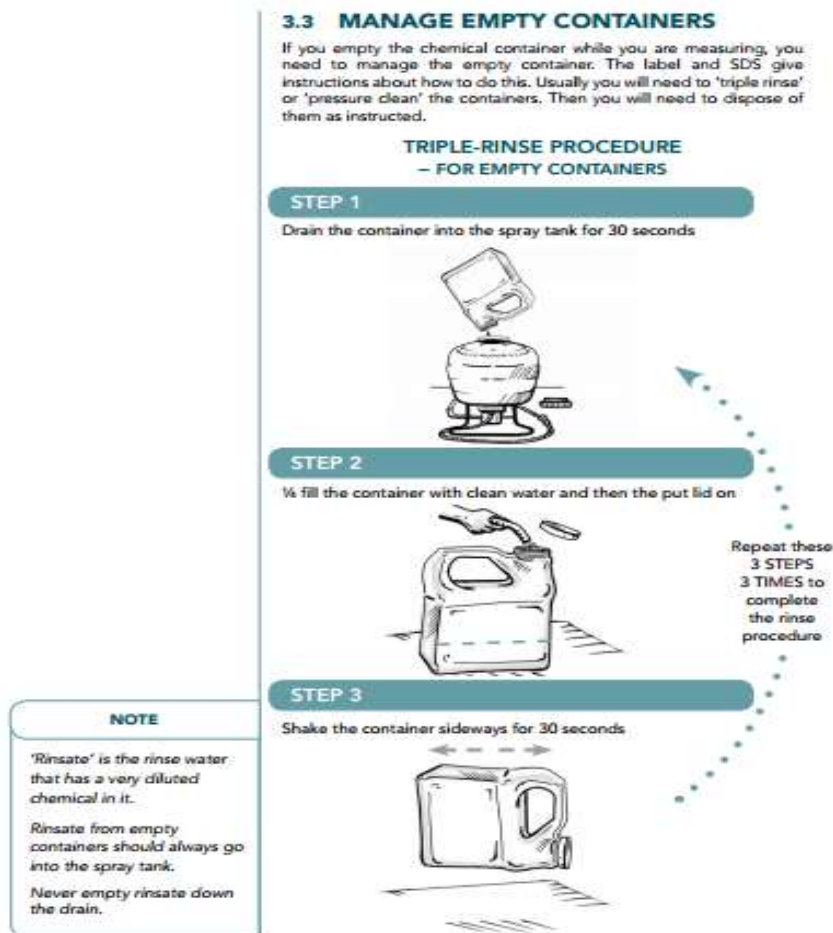 3.3 MANAGE EMPTY CONTAINERS
If you empty the chemical container while you are measuring, you
need to manage the empty container. The label and SDS give
instructions about how to do this. Usually you will need to 'triple rinse'
or 'pressure clean' the containers. Then you will need to dispose of
them as instructed.
TRIPLE-RINSE PROCEDURE
– FOR EMPTY CONTAINERS
STEP 1
Drain the container into the spray tank for 30 seconds
STEP 2
¼ fill the container with clean water and then the put lid on
Repeat these
3 STEPS
3 TIMES to
complete
the rinse
procedure
STEP 3
Shake the container sideways for 30 seconds
NOTE
'Rinsate' is the rinse water
that has a very diluted
chemical in it.
Rinsate from empty
containers should always go
into the spray tank.
Never empty rinsate down
the drain.